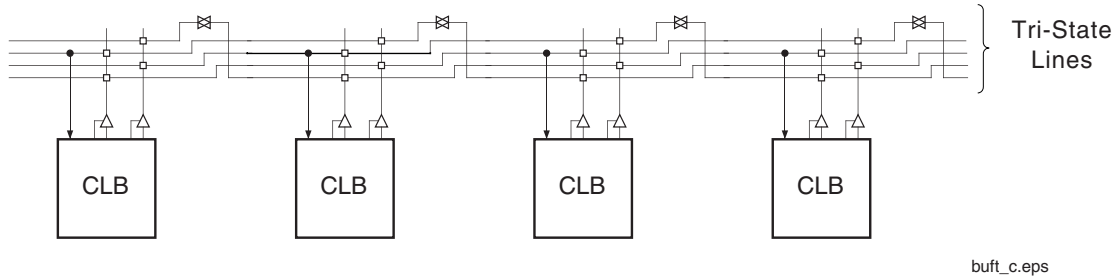 Tri-State
Lines
CLB
CLB
CLB
CLB
buft_c.eps